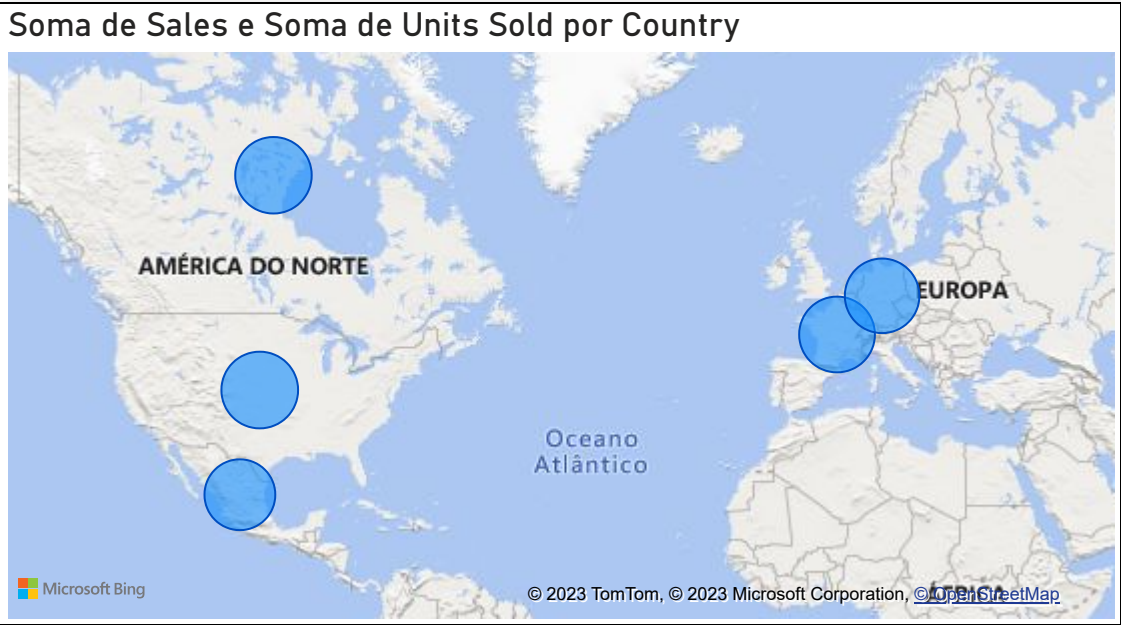 Soma de Sales e Soma de Units Sold por Country
AMÉRICA DO NORTE
EUROPA
Oceano
Atlântico
ÁFRICA
Microsoft Bing
© 2023 TomTom, © 2023 Microsoft Corporation, © OpenStreetMap